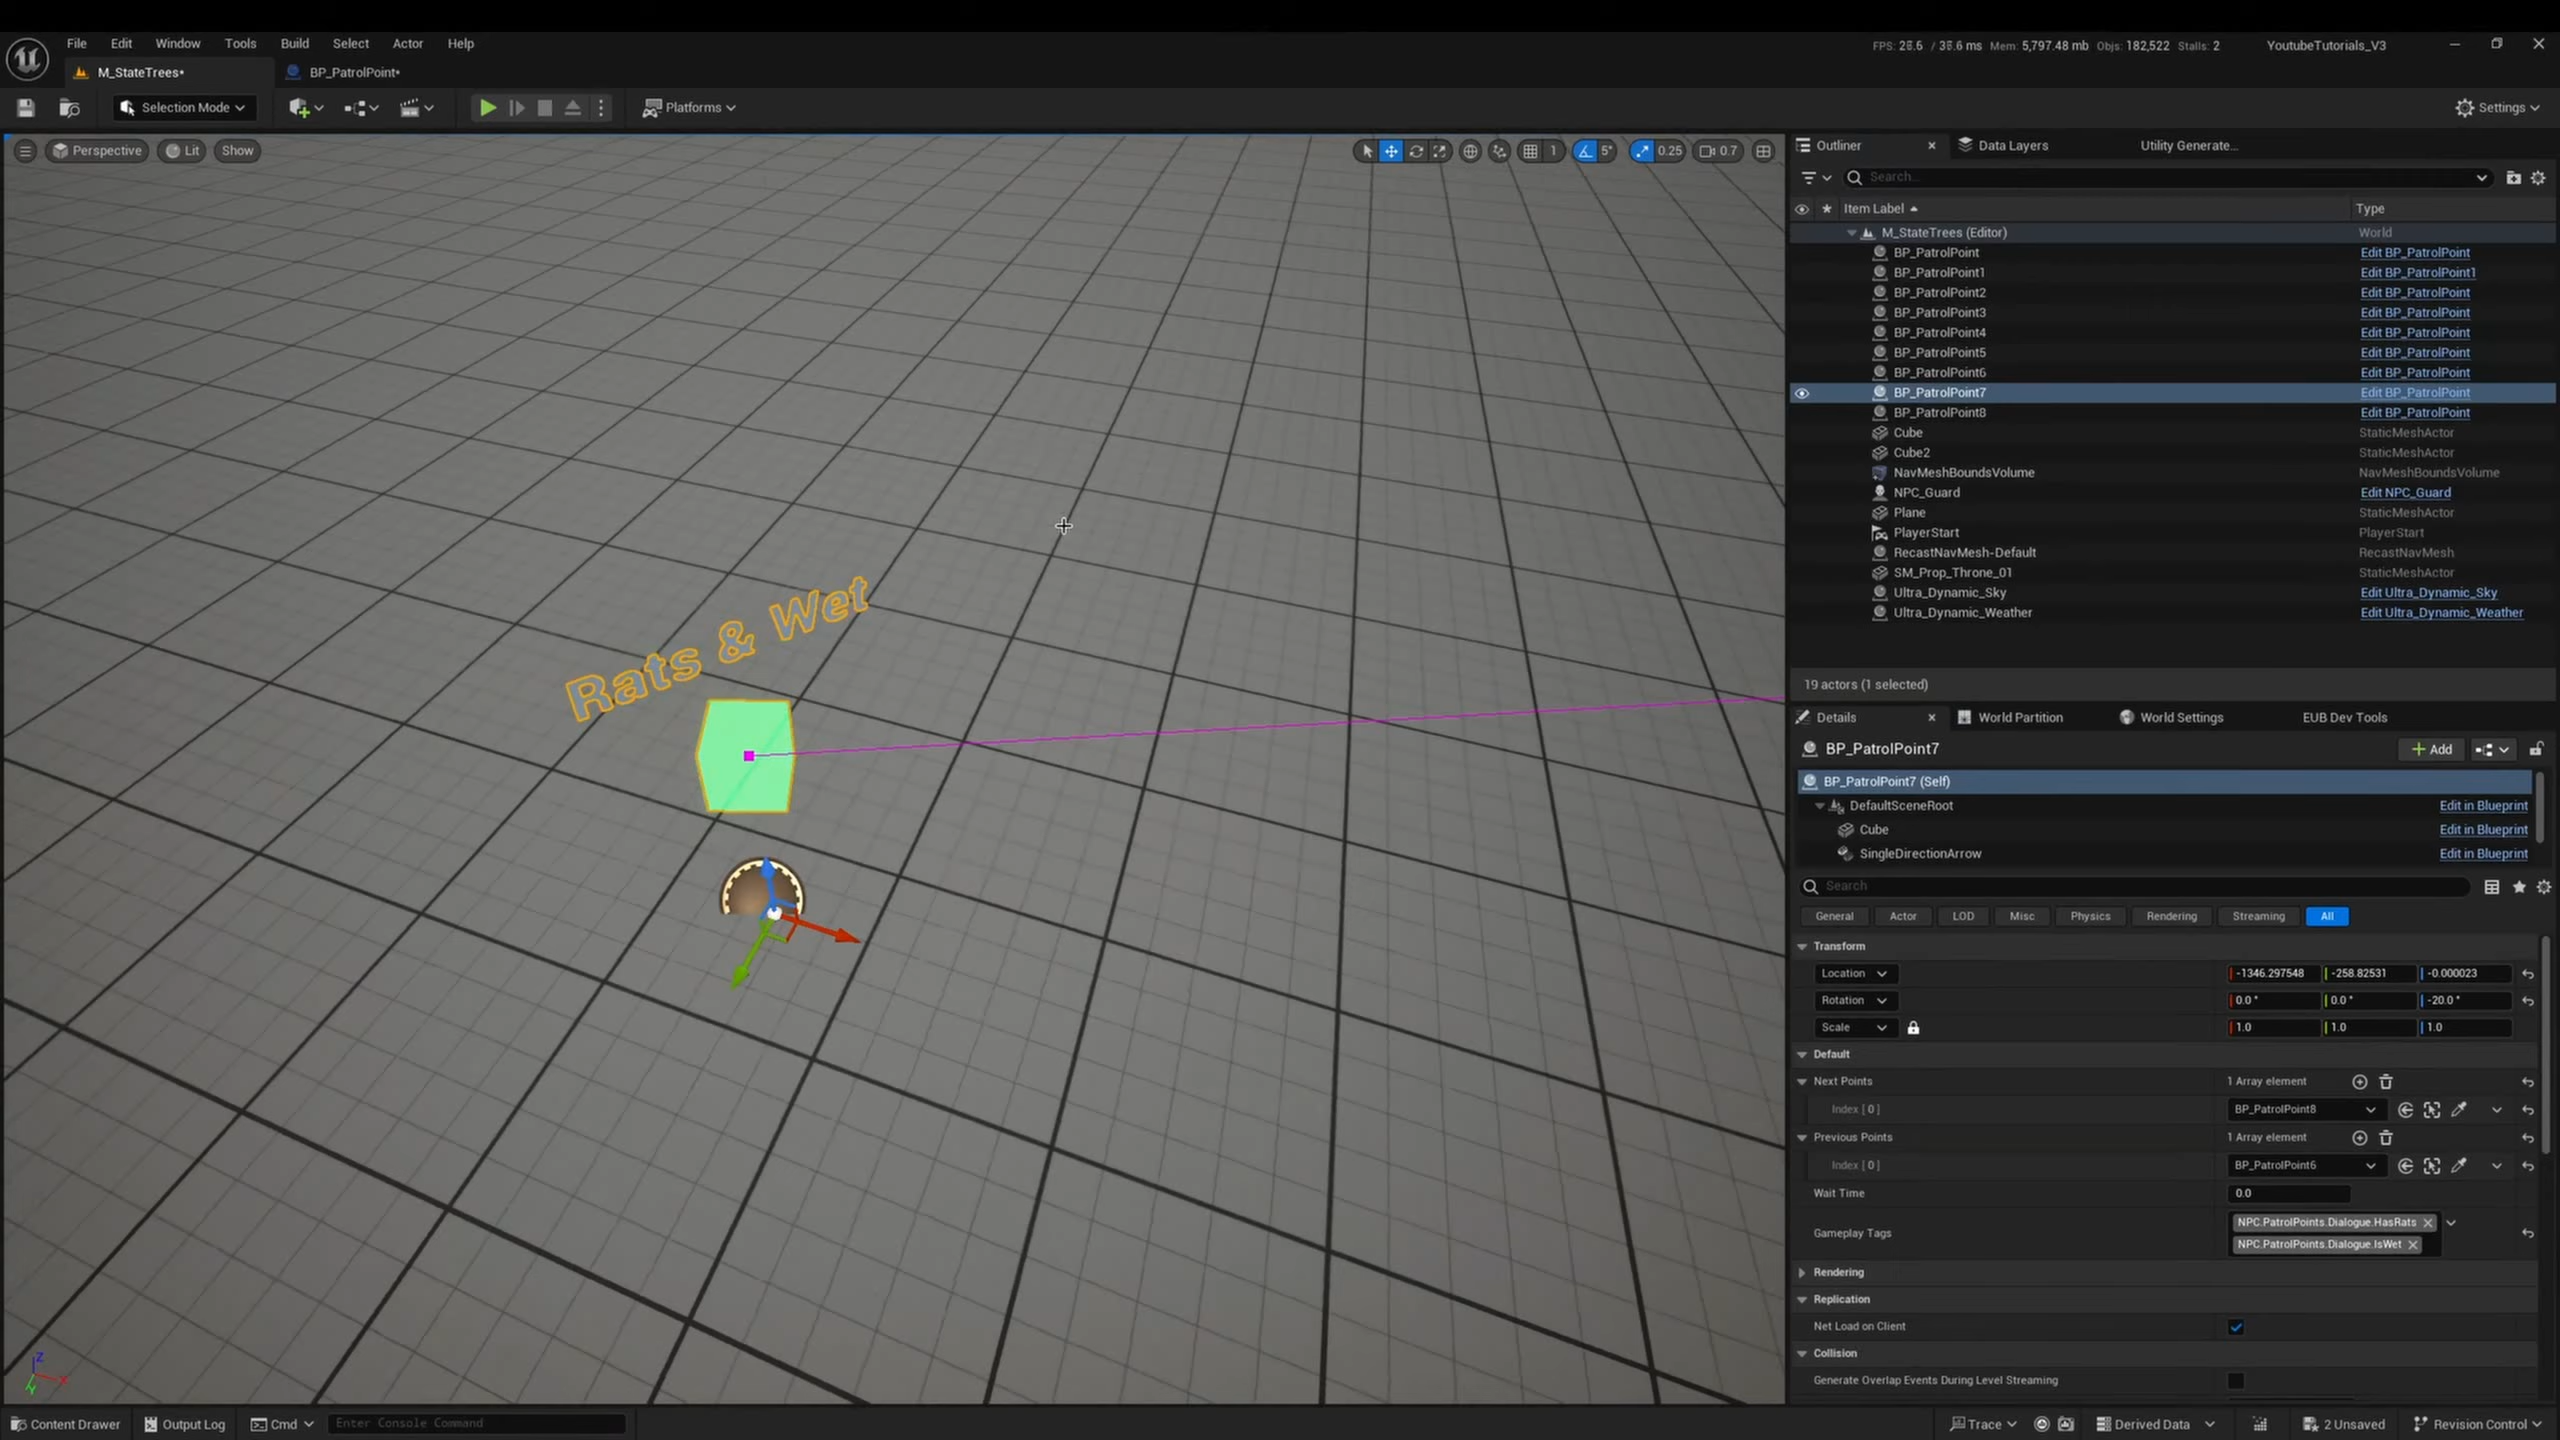 File Edit Window Tools Build Select Actor Help
FPS: 28.6 / 38.6 ms Mem: 5,797.48 mb Objs: 182,522 Stalls: 2 YoutubeTutorials_V3
M_StateTrees* BP_PatrolPoint*
Selection Mode Platforms Settings
Perspective Lit Show 1 5° 0.25 0.7
Rats & Wet
Outliner Data Layers Utility Generate...
Search...
Item Label Type
M_StateTrees (Editor) World
BP_PatrolPoint Edit BP_PatrolPoint
BP_PatrolPoint1 Edit BP_PatrolPoint1
BP_PatrolPoint2 Edit BP_PatrolPoint
BP_PatrolPoint3 Edit BP_PatrolPoint
BP_PatrolPoint4 Edit BP_PatrolPoint
BP_PatrolPoint5 Edit BP_PatrolPoint
BP_PatrolPoint6 Edit BP_PatrolPoint
BP_PatrolPoint7 Edit BP_PatrolPoint
BP_PatrolPoint8 Edit BP_PatrolPoint
Cube StaticMeshActor
Cube2 StaticMeshActor
NavMeshBoundsVolume NavMeshBoundsVolume
NPC_Guard Edit NPC_Guard
Plane StaticMeshActor
PlayerStart PlayerStart
RecastNavMesh-Default RecastNavMesh
SM_Prop_Throne_01 StaticMeshActor
Ultra_Dynamic_Sky Edit Ultra_Dynamic_Sky
Ultra_Dynamic_Weather Edit Ultra_Dynamic_Weather
19 actors (1 selected)
Details World Partition World Settings EUB Dev Tools
BP_PatrolPoint7 Add
BP_PatrolPoint7 (Self)
DefaultSceneRoot Edit in Blueprint
Cube Edit in Blueprint
SingleDirectionArrow Edit in Blueprint
Search
General Actor LOD Misc Physics Rendering Streaming All
Transform
Location -1346.297548 -258.82531 -0.000023
Rotation 0.0 ° 0.0 ° -20.0 °
Scale 1.0 1.0 1.0
Default
Next Points 1 Array element
Index [ 0 ] BP_PatrolPoint8
Previous Points 1 Array element
Index [ 0 ] BP_PatrolPoint6
Wait Time 0.0
Gameplay Tags NPC.PatrolPoints.Dialogue.HasRats
NPC.PatrolPoints.Dialogue.IsWet
Rendering
Replication
Net Load on Client
Collision
Generate Overlap Events During Level Streaming
Z X Y
Content Drawer Output Log Cmd Enter Console Command Trace Derived Data 2 Unsaved Revision Control